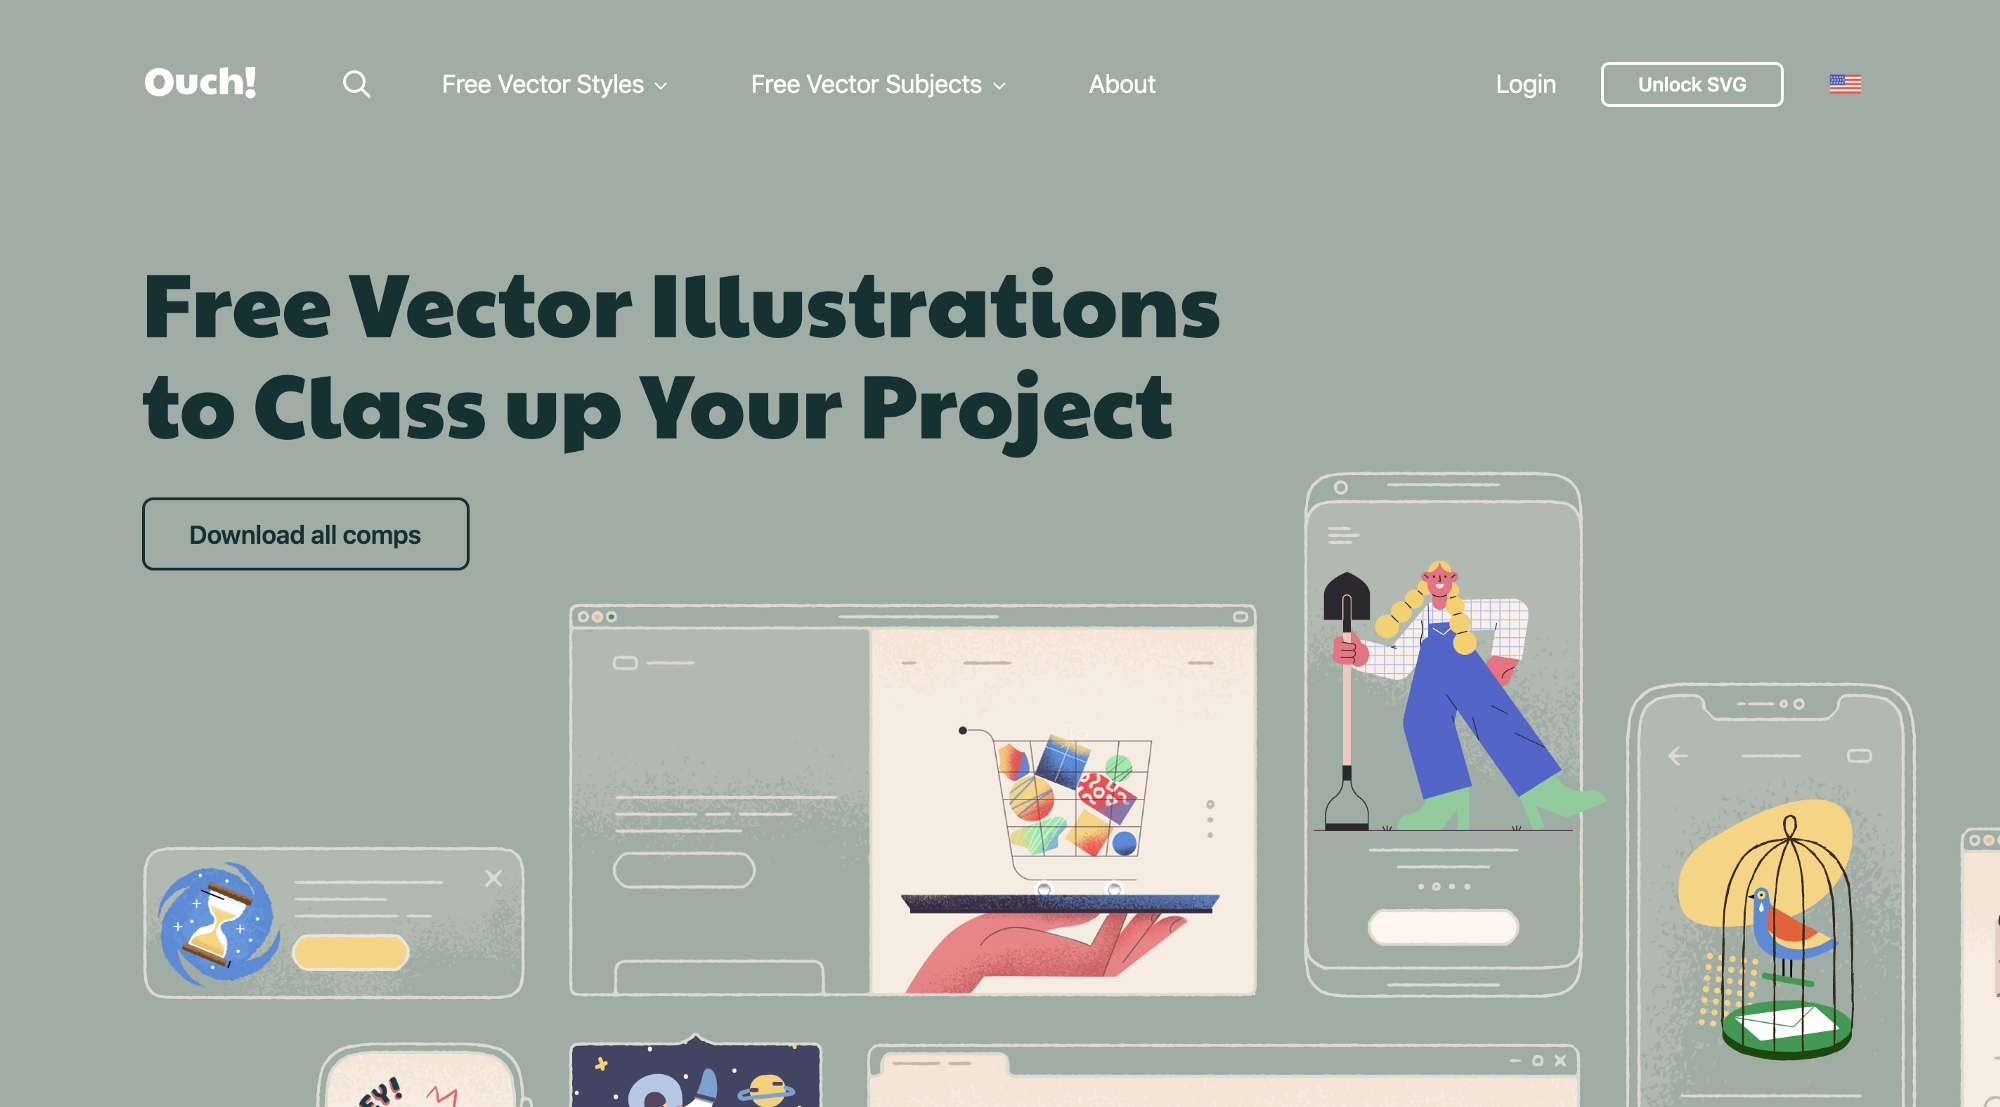 Ouch!
Free Vector Styles
Free Vector Subjects
About
Login
Unlock SVG
Free Vector Illustrations
to Class up Your Project
Download all comps
EY!